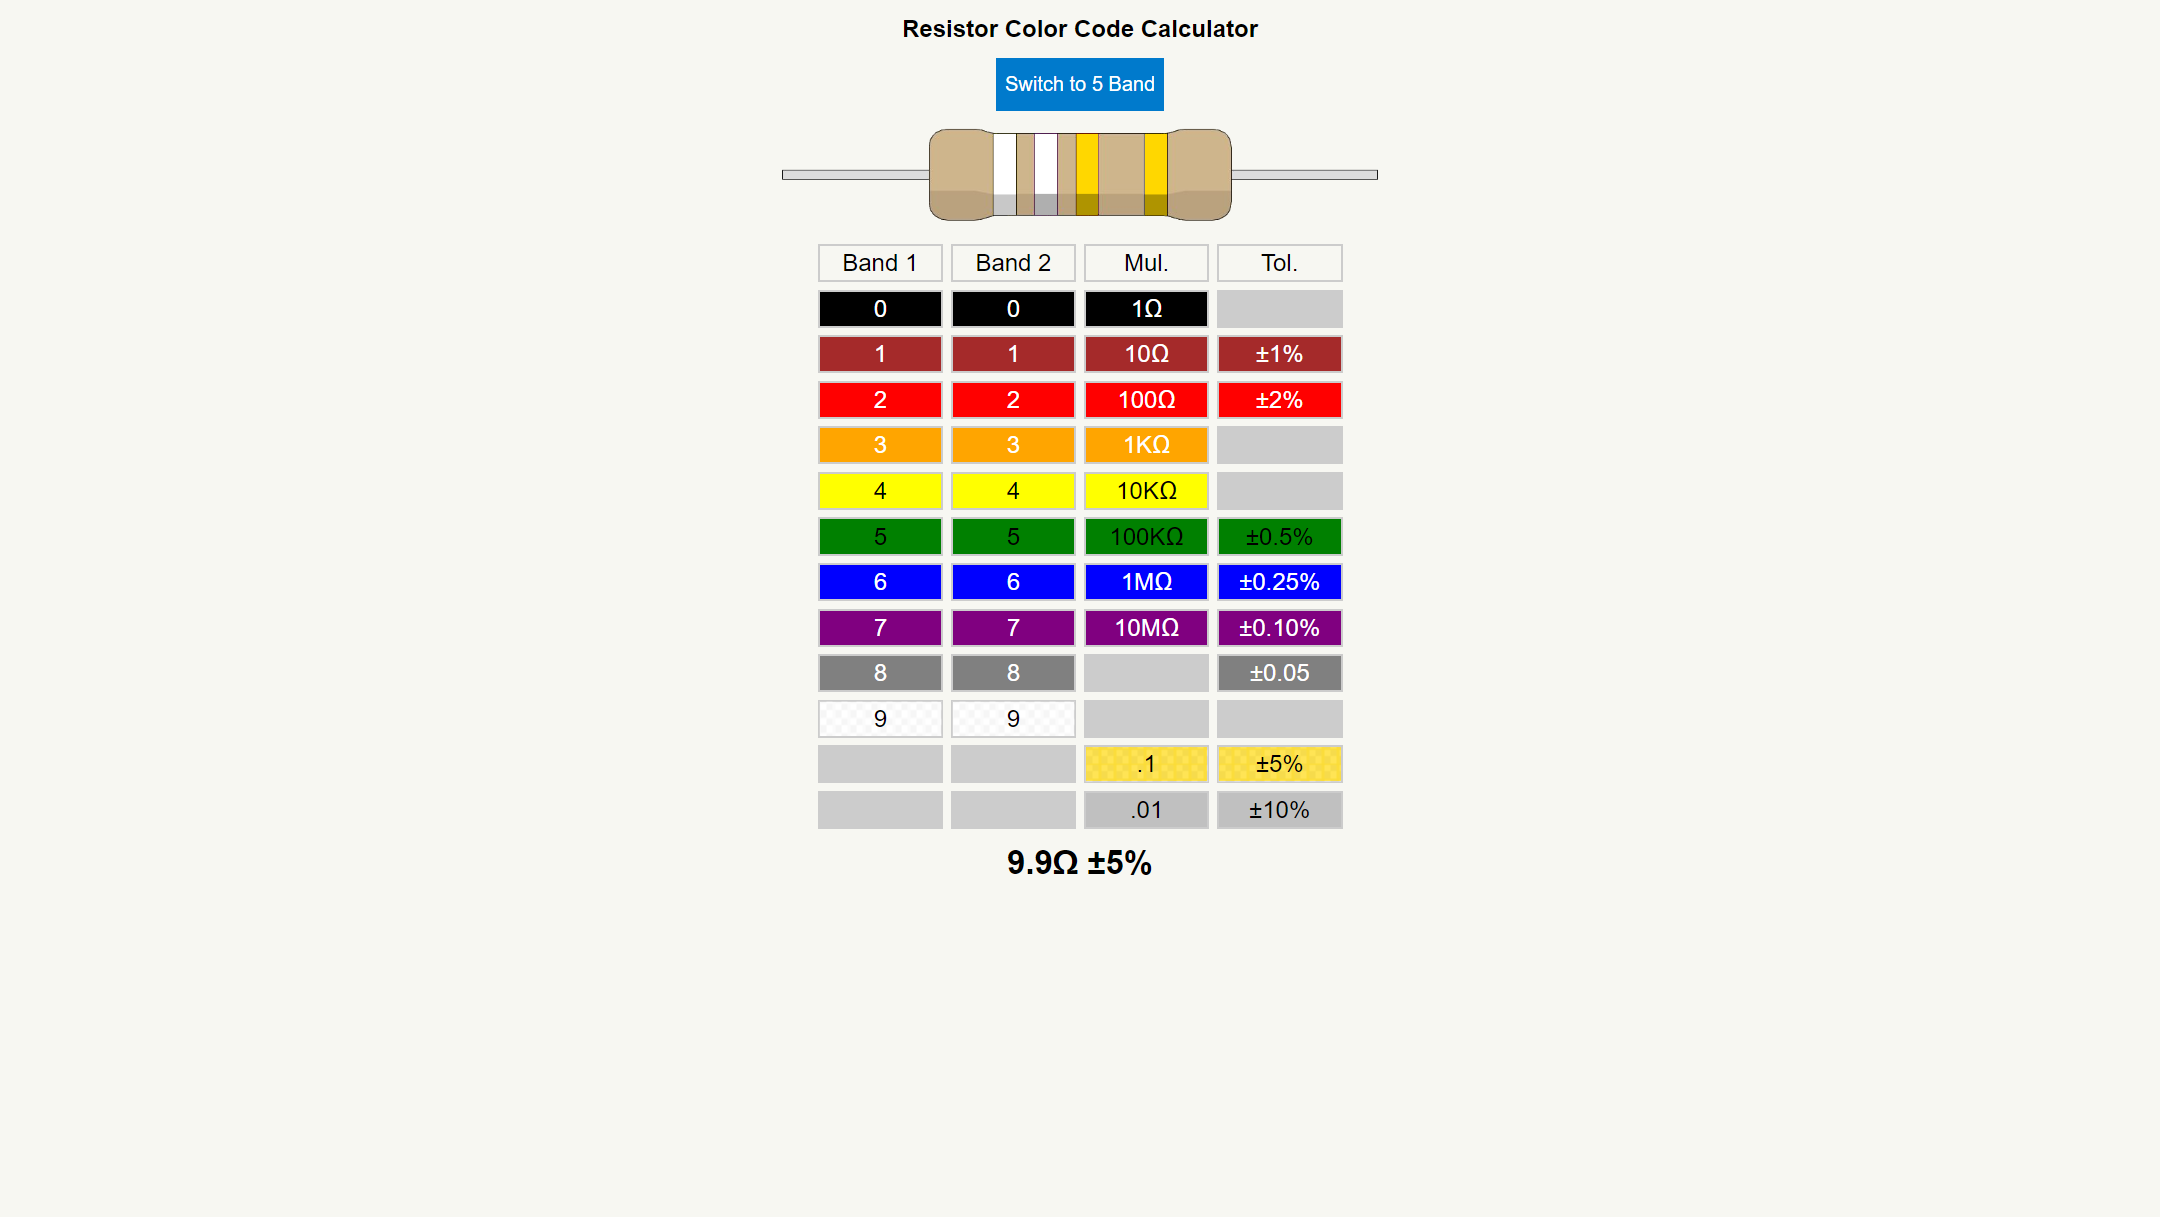 Resistor Color Code Calculator
Switch to 5 Band
Band 1 Band 2 Mul. Tol.
0 0 1Ω
1 1 10Ω ±1%
2 2 100Ω ±2%
3 3 1KΩ
4 4 10KΩ
5 5 100KΩ ±0.5%
6 6 1MΩ ±0.25%
7 7 10MΩ ±0.10%
8 8 ±0.05
9 9
.1 ±5%
.01 ±10%
9.9Ω ±5%